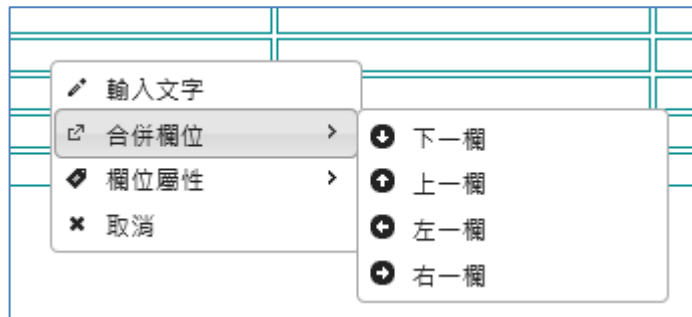 輸入文字
合併欄位
欄位屬性
取消
下一欄
上一欄
左一欄
右一欄